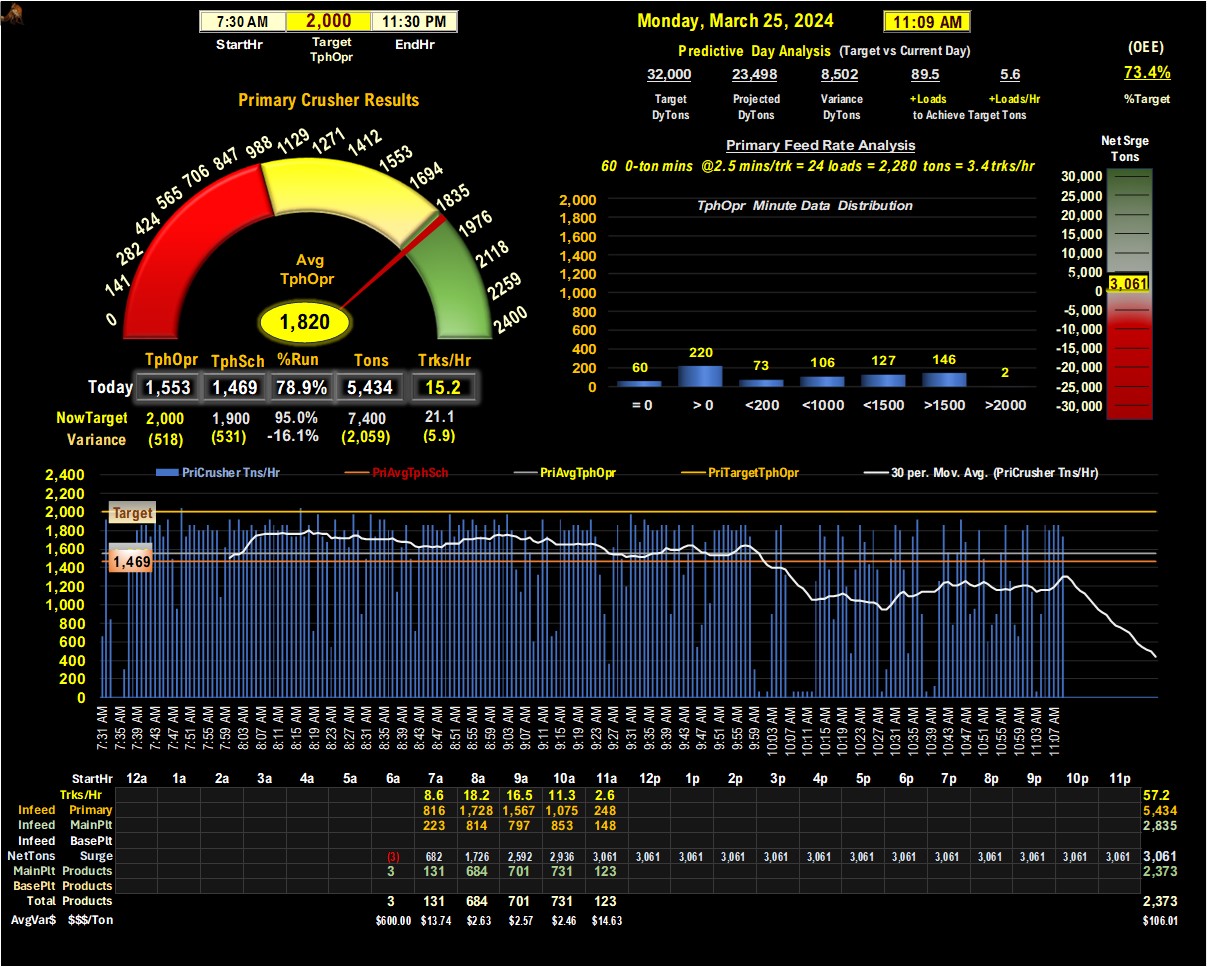 7:30 AM 2,000 11:30 PM
StartHr Target TphOpr EndHr
Monday, March 25, 2024 11:09 AM
Predictive Day Analysis (Target vs Current Day)
32,000 23,498 8,502 89.5 5.6
Target Projected Variance +Loads +Loads/Hr
DyTons DyTons DyTons to Achieve Target Tons
(OEE)
73.4%
%Target
Primary Crusher Results
0 141 282 424 565 706 847 988 1129 1271 1412 1553 1694 1835 1976 2118 2259 2400
Avg
TphOpr
1,820
TphOpr TphSch %Run Tons Trks/Hr
Today 1,553 1,469 78.9% 5,434 15.2
NowTarget 2,000 1,900 95.0% 7,400 21.1
Variance (518) (531) -16.1% (2,059) (5.9)
Primary Feed Rate Analysis
60 0-ton mins @2.5 mins/trk = 24 loads = 2,280 tons = 3.4trks/hr
TphOpr Minute Data Distribution
2,000
1,800
1,600
1,400
1,200
1,000
800
600
400
200
0
60 220 73 106 127 146 2
= 0 > 0 <200 <1000 <1500 >1500 >2000
Net Srge
Tons
30,000
25,000
20,000
15,000
10,000
5,000
0
3,061
-5,000
-10,000
-15,000
-20,000
-25,000
-30,000
PriCrusher Tns/Hr PriAvgTphSch PriAvgTphOpr PriTargetTphOpr 30 per. Mov. Avg. (PriCrusher Tns/Hr)
2,400
2,200
2,000
1,800
1,600
1,400
1,200
1,000
800
600
400
200
0
Target
1,469
7:31 AM 7:35 AM 7:39 AM 7:43 AM 7:47 AM 7:51 AM 7:55 AM 7:59 AM 8:03 AM 8:07 AM 8:11 AM 8:15 AM 8:19 AM 8:23 AM 8:27 AM 8:31 AM 8:35 AM 8:39 AM 8:43 AM 8:47 AM 8:51 AM 8:55 AM 8:59 AM 9:03 AM 9:07 AM 9:11 AM 9:15 AM 9:19 AM 9:23 AM 9:27 AM 9:31 AM 9:35 AM 9:39 AM 9:43 AM 9:47 AM 9:51 AM 9:55 AM 9:59 AM 10:03 AM 10:07 AM 10:11 AM 10:15 AM 10:19 AM 10:23 AM 10:27 AM 10:31 AM 10:35 AM 10:39 AM 10:43 AM 10:47 AM 10:51 AM 10:55 AM 10:59 AM 11:03 AM 11:07 AM
StartHr 12a 1a 2a 3a 4a 5a 6a 7a 8a 9a 10a 11a 12p 1p 2p 3p 4p 5p 6p 7p 8p 9p 10p 11p
Trks/Hr 8.6 18.2 16.5 11.3 2.6 57.2
Infeed Primary 816 1,728 1,567 1,075 248 5,434
Infeed MainPlt 223 814 797 853 148 2,835
Infeed BasePlt
NetTons Surge (3) 682 1,726 2,592 2,936 3,061 3,061 3,061 3,061 3,061 3,061 3,061 3,061 3,061 3,061 3,061 3,061 3,061 3,061
MainPlt Products 3 131 684 701 731 123 2,373
BasePlt Products
Total Products 3 131 684 701 731 123 2,373
AvgVar$ $$$/Ton $600.00 $13.74 $2.63 $2.57 $2.46 $14.63 $106.01